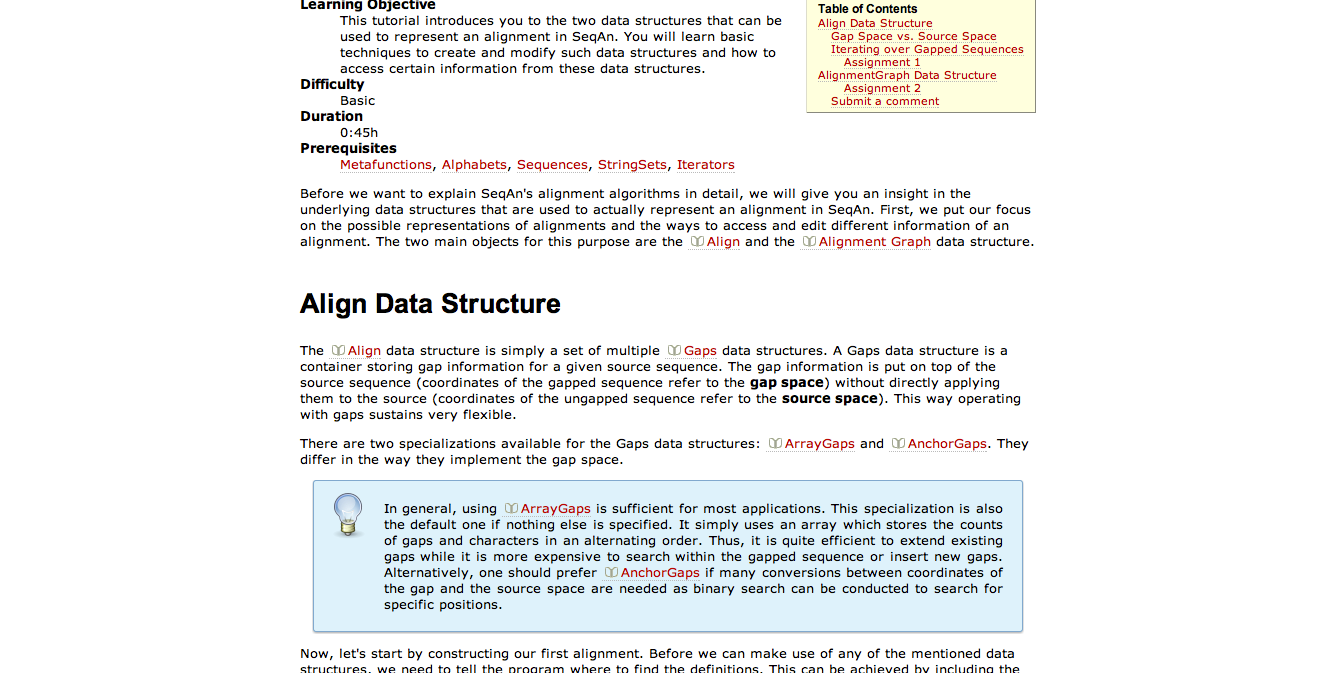 Learning Objective
This tutorial introduces you to the two data structures that can be
used to represent an alignment in SeqAn. You will learn basic
techniques to create and modify such data structures and how to
access certain information from these data structures.
Difficulty
Basic
Duration
0:45h
Prerequisites
Metafunctions, Alphabets, Sequences, StringSets, Iterators
Table of Contents
Align Data Structure
Gap Space vs. Source Space
Iterating over Gapped Sequences
Assignment 1
AlignmentGraph Data Structure
Assignment 2
Submit a comment
Before we want to explain SeqAn's alignment algorithms in detail, we will give you an insight in the
underlying data structures that are used to actually represent an alignment in SeqAn. First, we put our focus
on the possible representations of alignments and the ways to access and edit different information of an
alignment. The two main objects for this purpose are the Align and the Alignment Graph data structure.
Align Data Structure
The Align data structure is simply a set of multiple Gaps data structures. A Gaps data structure is a
container storing gap information for a given source sequence. The gap information is put on top of the
source sequence (coordinates of the gapped sequence refer to the gap space) without directly applying
them to the source (coordinates of the ungapped sequence refer to the source space). This way operating
with gaps sustains very flexible.
There are two specializations available for the Gaps data structures: ArrayGaps and AnchorGaps. They
differ in the way they implement the gap space.
In general, using ArrayGaps is sufficient for most applications. This specialization is also
the default one if nothing else is specified. It simply uses an array which stores the counts
of gaps and characters in an alternating order. Thus, it is quite efficient to extend existing
gaps while it is more expensive to search within the gapped sequence or insert new gaps.
Alternatively, one should prefer AnchorGaps if many conversions between coordinates of
the gap and the source space are needed as binary search can be conducted to search for
specific positions.
Now, let's start by constructing our first alignment. Before we can make use of any of the mentioned data
structures, we need to tell the program where to find the definitions. This can be achieved by including the